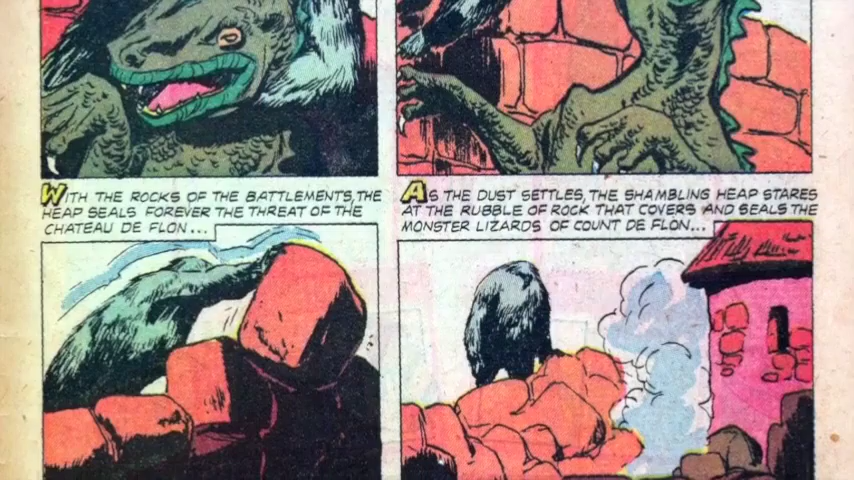 WITH THE ROCKS OF THE BATTLEMENTS, THE
HEAP SEALS FOREVER THE THREAT OF THE
CHATEAU DE FLON...
AS THE DUST SETTLES, THE SHAMBLING HEAP STARES
AT THE RUBBLE OF ROCK THAT COVERS AND SEALS THE
MONSTER LIZARDS OF COUNT DE FLON...